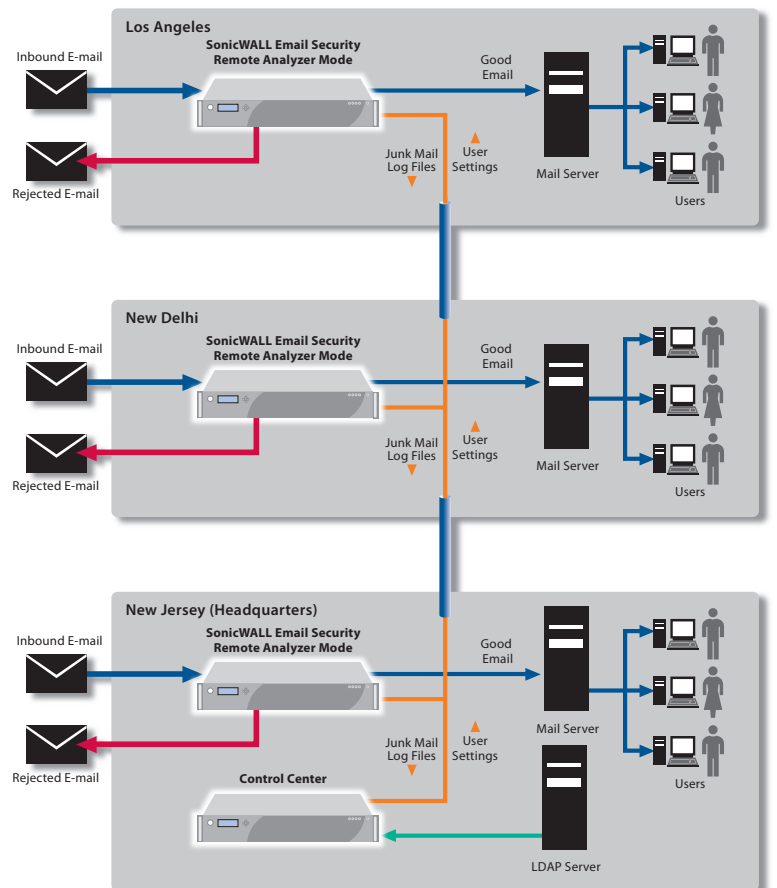 Los Angeles
Inbound E-mail
SonicWALL Email Security
Remote Analyzer Mode
Good
Email
Junk Mail
Log Files
User
Settings
Mail Server
Rejected E-mail
Users
New Delhi
Inbound E-mail
SonicWALL Email Security
Remote Analyzer Mode
Good
Email
Junk Mail
Log Files
User
Settings
Mail Server
Rejected E-mail
Users
New Jersey (Headquarters)
Inbound E-mail
SonicWALL Email Security
Remote Analyzer Mode
Good
Email
Mail Server
Junk Mail
Log Files
User
Settings
Rejected E-mail
Users
Control Center
LDAP Server